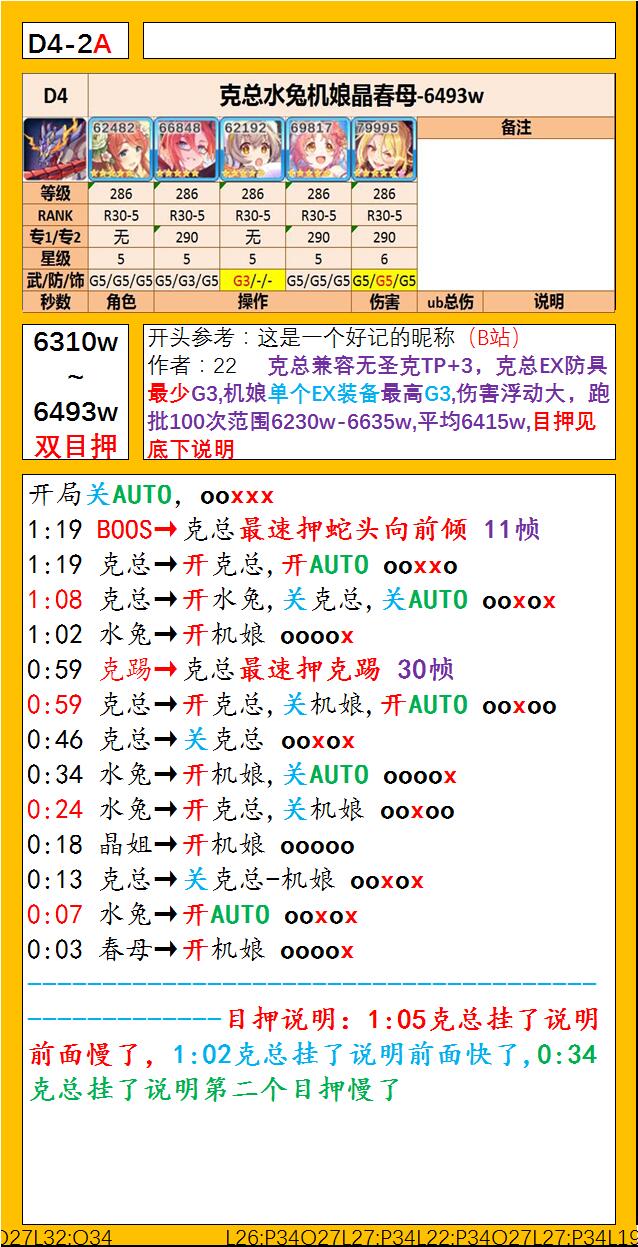 D4-2A
D4 克总水兔机娘晶春母-6493w
62482 66848 62192 69817 79995 备注
等级 286 286 286 286 286
RANK R30-5 R30-5 R30-5 R30-5 R30-5
专1/专2 无 290 无 290 290
星级 5 5 5 5 6
武/防/饰 G5/G5/G5 G5/G3/G5 G3/-/- G5/G5/G5 G5/G5/G5
秒数 角色 操作 伤害 ub总伤 说明
6310w
~
6493w
双目押
开头参考：这是一个好记的昵称（B站）
作者：22 克总兼容无圣克TP+3，克总EX防具
最少G3,机娘单个EX装备最高G3,伤害浮动大，跑
批100次范围6230w-6635w,平均6415w,目押见
底下说明
开局关AUTO，ooxxx
1:19 BOOS→克总最速押蛇头向前倾 11帧
1:19 克总→开克总,开AUTO ooxxo
1:08 克总→开水兔,关克总,关AUTO ooxox
1:02 水兔→开机娘 oooox
0:59 克踢→克总最速押克踢 30帧
0:59 克总→开克总,关机娘,开AUTO ooxoo
0:46 克总→关克总 ooxox
0:34 水兔→开机娘,关AUTO oooox
0:24 水兔→开克总,关机娘 ooxoo
0:18 晶姐→开机娘 ooooo
0:13 克总→关克总-机娘 ooxox
0:07 水兔→开AUTO ooxox
0:03 春母→开机娘 oooox
---------------------------------------
-------------目押说明：1:05克总挂了说明
前面慢了，1:02克总挂了说明前面快了,0:34
克总挂了说明第二个目押慢了
O27L32:O34 L26:P34O27L27:P34L22:P34O27L27:P34L19